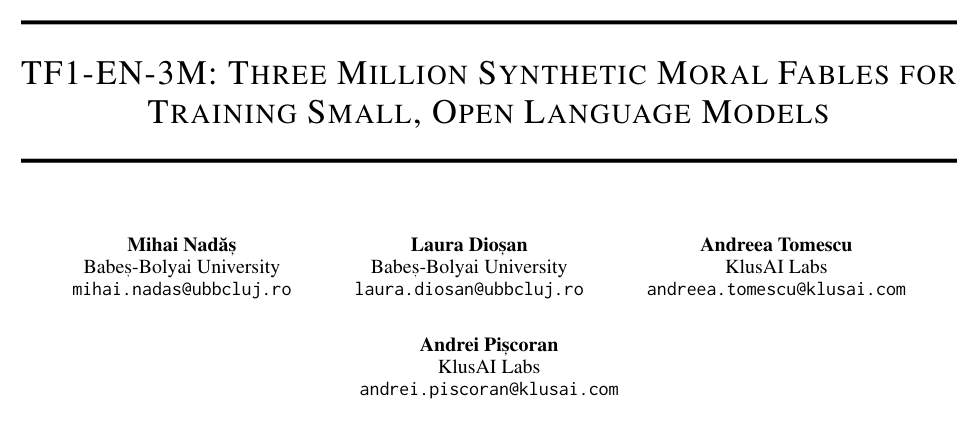 TF1-EN-3M: THREE MILLION SYNTHETIC MORAL FABLES FOR
TRAINING SMALL, OPEN LANGUAGE MODELS
Mihai Nadăș
Babeș-Bolyai University
mihai.nadas@ubbcluj.ro
Laura Dioșan
Babeș-Bolyai University
laura.diosan@ubbcluj.ro
Andreea Tomescu
KlusAI Labs
andreea.tomescu@klusai.com
Andrei Pișcoran
KlusAI Labs
andrei.piscoran@klusai.com